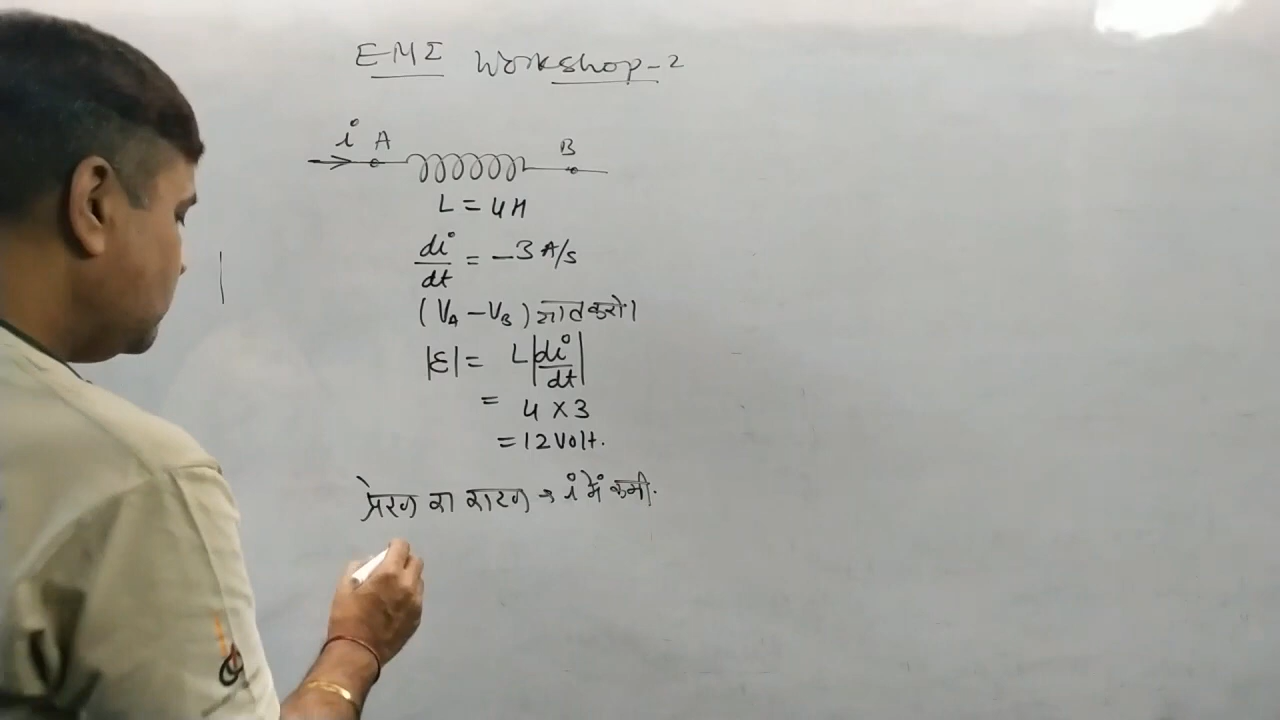 EMI Workshop-2
i A B
L = 4H
di/dt = -3 A/s
(VA - VB) ज्ञात करो।
|ε| = L|di/dt|
= 4 × 3
= 12 Volt.
प्रेरण का कारण → i में कमी.